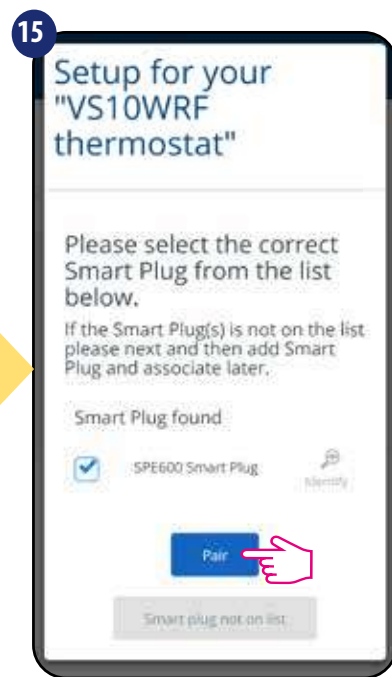 15
Setup for your
"VS10WRF
thermostat"
Please select the correct
Smart Plug from the list
below.
If the Smart Plug(s) is not on the list
please next and then add Smart
Plug and associate later.
Smart Plug found
SPE600 Smart Plug
Identify
Pair
Smart plug not on list